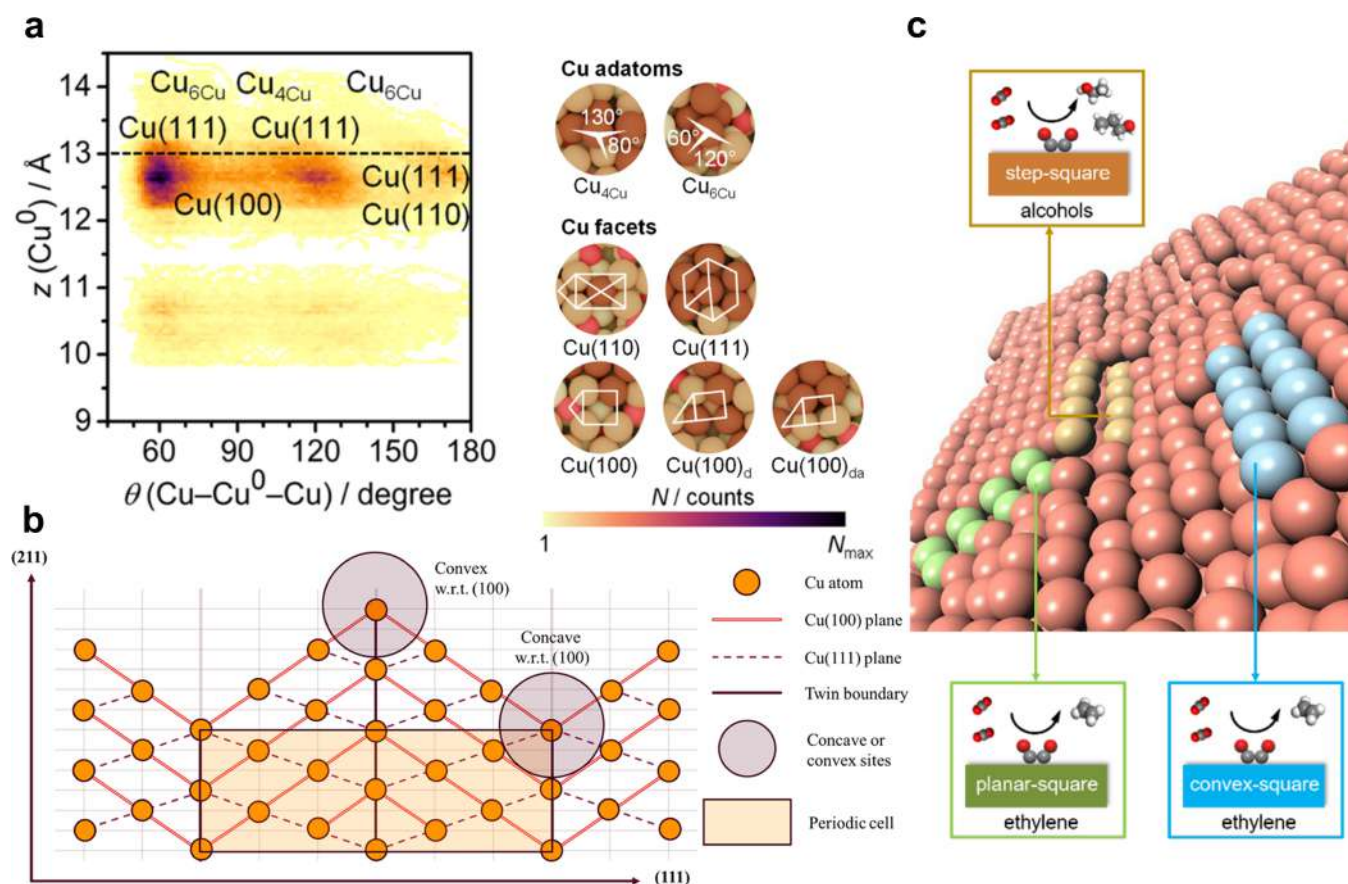 a
14
13
12
11
10
9
z (Cu⁰) / Å
Cu₆Cu Cu₄Cu Cu₆Cu
Cu(111) Cu(111)
Cu(111)
Cu(100)
Cu(110)
60 90 120 150 180
θ (Cu–Cu⁰–Cu) / degree
Cu adatoms
130°
80°
60°
120°
Cu₄Cu Cu₆Cu
Cu facets
Cu(110) Cu(111)
Cu(100) Cu(100)d Cu(100)da
N / counts
1 Nmax
b
(211)
(111)
Convex
w.r.t. (100)
Concave
w.r.t. (100)
Cu atom
Cu(100) plane
Cu(111) plane
Twin boundary
Concave or
convex sites
Periodic cell
c
step-square
alcohols
planar-square
ethylene
convex-square
ethylene